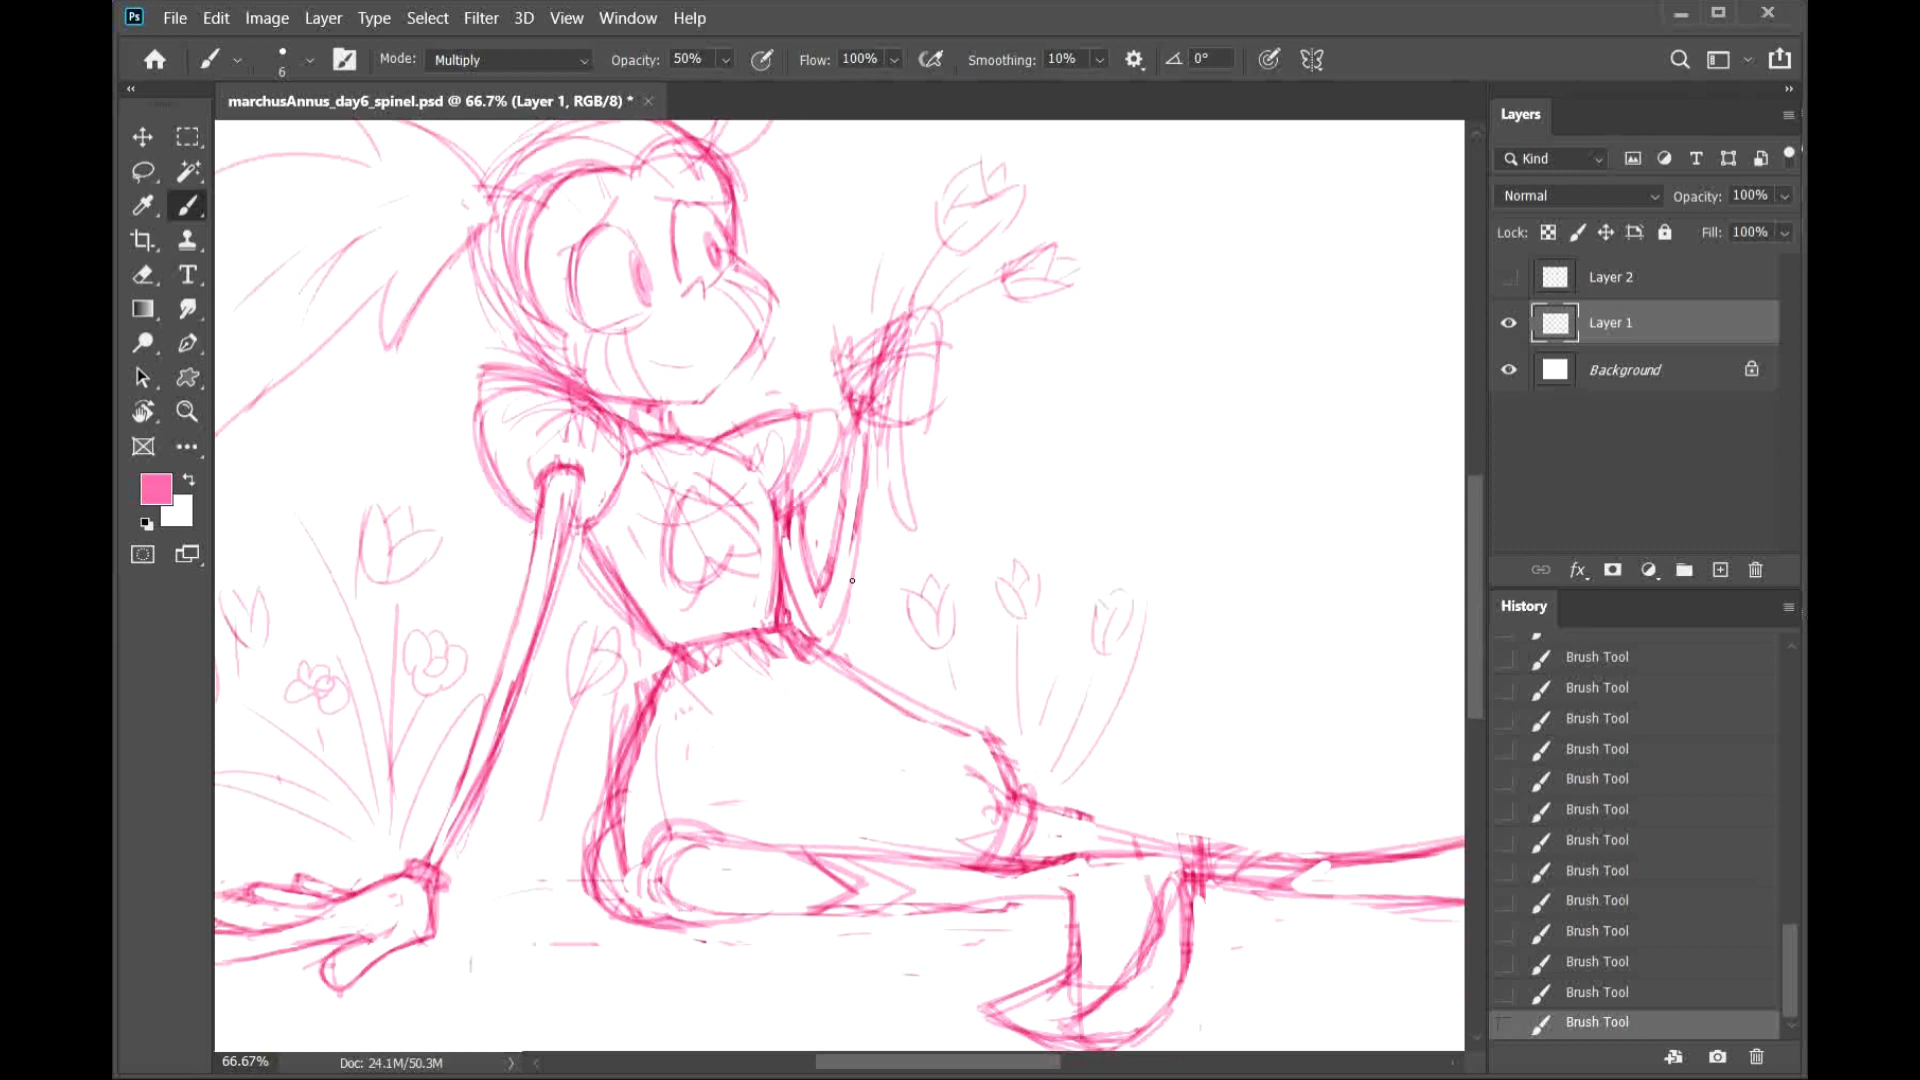 Ps File Edit Image Layer Type Select Filter 3D View Window Help
6 Mode: Multiply Opacity: 50% Flow: 100% Smoothing: 10% 0°
marchusAnnus_day6_spinel.psd @ 66.7% (Layer 1, RGB/8) *
Layers
Kind
Normal Opacity: 100%
Lock: Fill: 100%
Layer 2
Layer 1
Background
fx
History
Brush Tool
Brush Tool
Brush Tool
Brush Tool
Brush Tool
Brush Tool
Brush Tool
Brush Tool
Brush Tool
Brush Tool
Brush Tool
Brush Tool
Brush Tool
66.67% Doc: 24.1M/50.3M